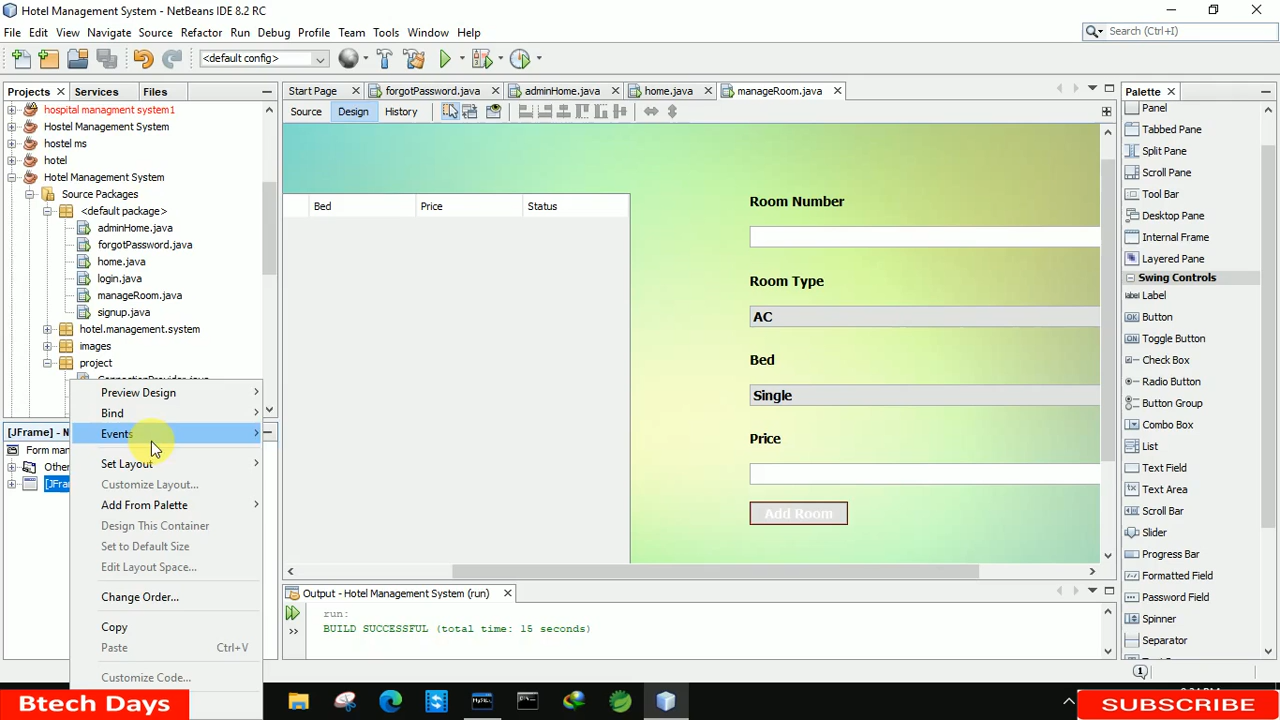 Hotel Management System - NetBeans IDE 8.2 RC
File Edit View Navigate Source Refactor Run Debug Profile Team Tools Window Help
Search (Ctrl+I)
<default config>
Projects Services Files
Start Page forgotPassword.java adminHome.java home.java manageRoom.java
Palette
Source Design History
hospital managment system1
Hostel Management System
hostel ms
hotel
Hotel Management System
Source Packages
<default package>
adminHome.java
forgotPassword.java
home.java
login.java
manageRoom.java
signup.java
hotel.management.system
images
project
[JFrame] - N
Form man
Othe
[JFra
Preview Design
Bind
Events
Set Layout
Customize Layout...
Add From Palette
Design This Container
Set to Default Size
Edit Layout Space...
Change Order...
Copy
Paste Ctrl+V
Customize Code...
Bed Price Status
Room Number
Room Type
AC
Bed
Single
Price
Add Room
Output - Hotel Management System (run)
run:
BUILD SUCCESSFUL (total time: 15 seconds)
Panel
Tabbed Pane
Split Pane
Scroll Pane
Tool Bar
Desktop Pane
Internal Frame
Layered Pane
Swing Controls
label Label
OK Button
ON Toggle Button
Check Box
Radio Button
Button Group
Combo Box
List
Text Field
Text Area
Scroll Bar
Slider
Progress Bar
Formatted Field
Password Field
Spinner
Separator
1
Btech Days
SUBSCRIBE